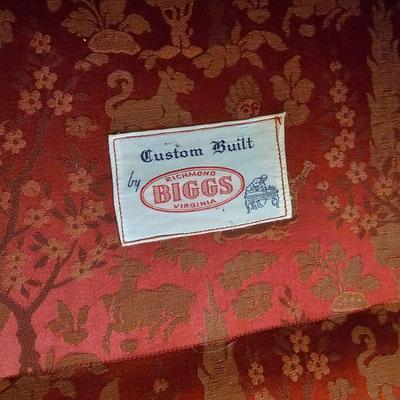 Custom Built
by
RICHMOND
BIGGS
VIRGINIA